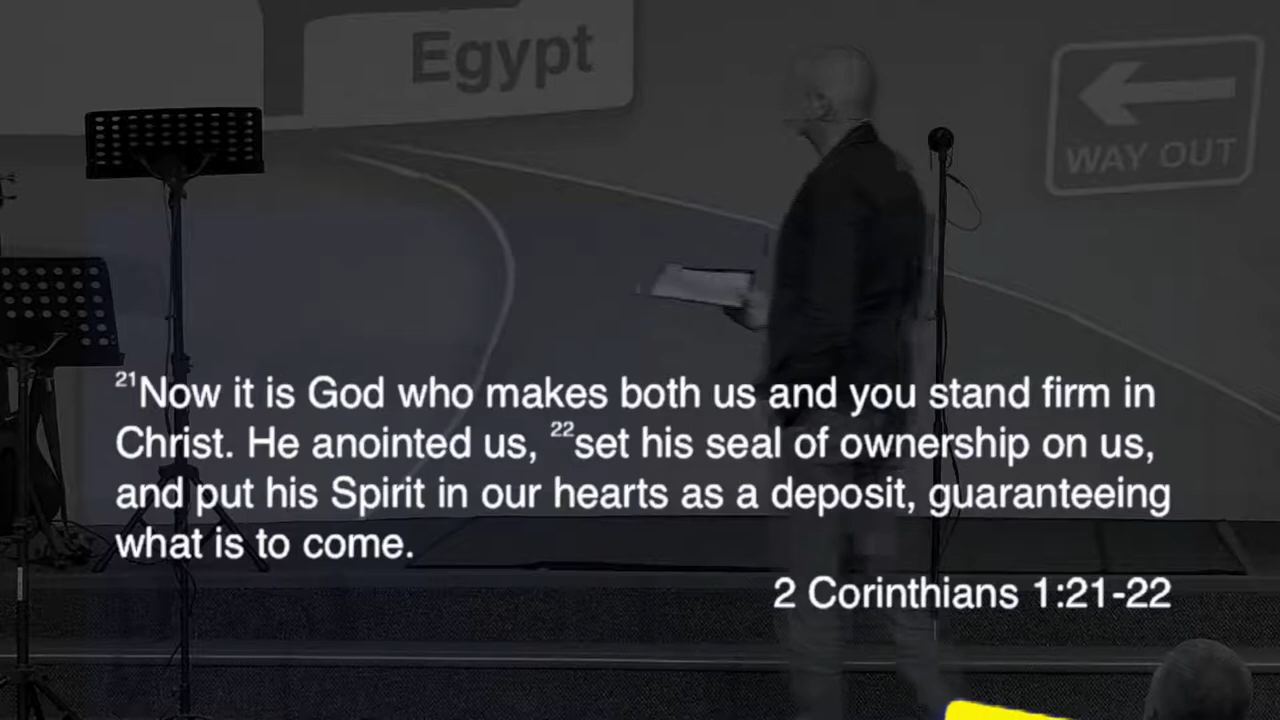 Egypt
WAY OUT
²¹Now it is God who makes both us and you stand firm in
Christ. He anointed us, ²²set his seal of ownership on us,
and put his Spirit in our hearts as a deposit, guaranteeing
what is to come.
2 Corinthians 1:21-22